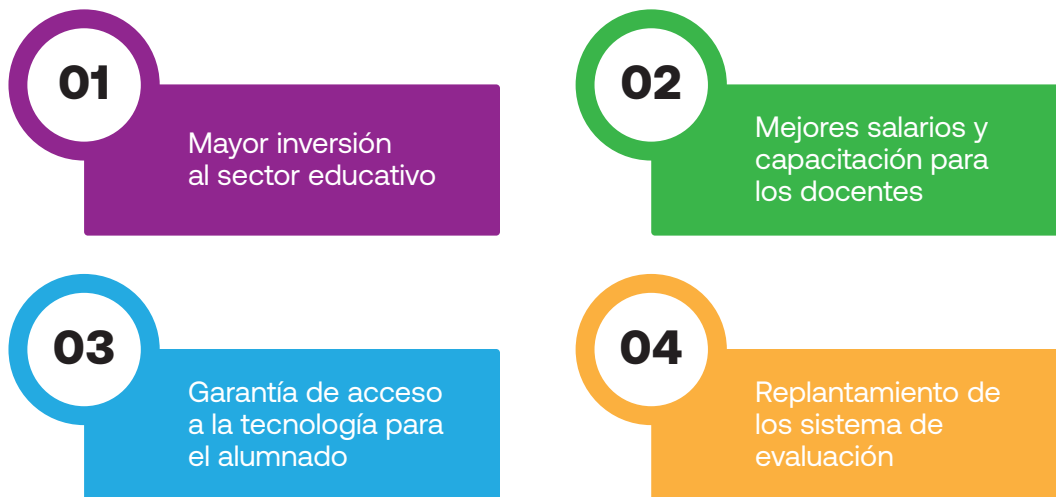 01
Mayor inversión
al sector educativo
02
Mejores salarios y
capacitación para
los docentes
03
Garantía de acceso
a la tecnología para
el alumnado
04
Replantamiento de
los sistema de
evaluación